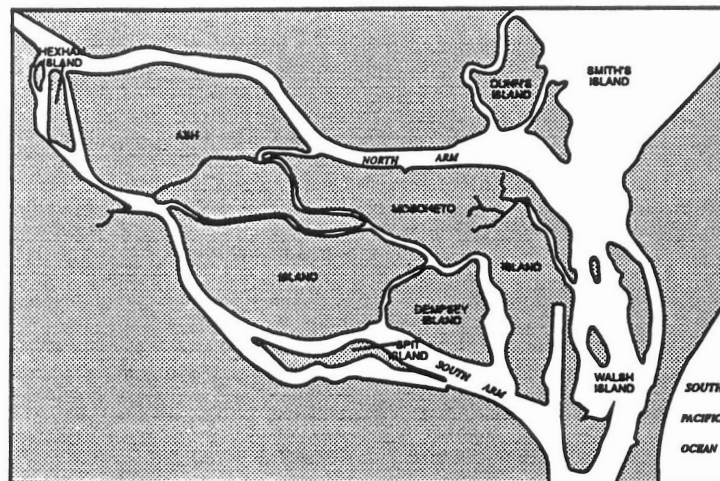 HEXHAM
ISLAND
DUNN'S
ISLAND
SMITH'S
ISLAND
ASH
NORTH ARM
MOSCHETO
ISLAND
ISLAND
DEMPSEY
ISLAND
SPIT
ISLAND
SOUTH ARM
WALSH
ISLAND
SOUTH
PACIFIC
OCEAN